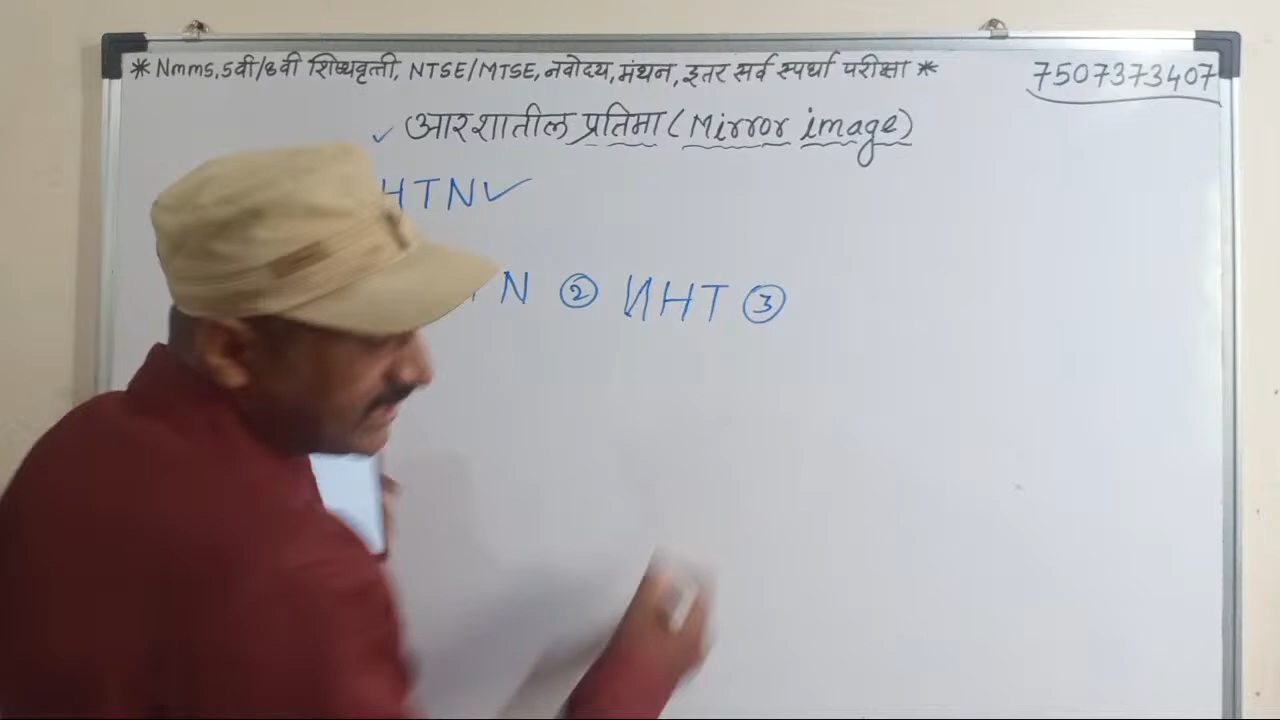 * Nmms, 5वी/8वी शिष्यवृत्ती, NTSE/MTSE, नवोदय, मंथन, इतर सर्व स्पर्धा परीक्षा *
7507373407
✓ आरशातील प्रतिमा (Mirror image)
HTN ✓
N ② ИHT ③